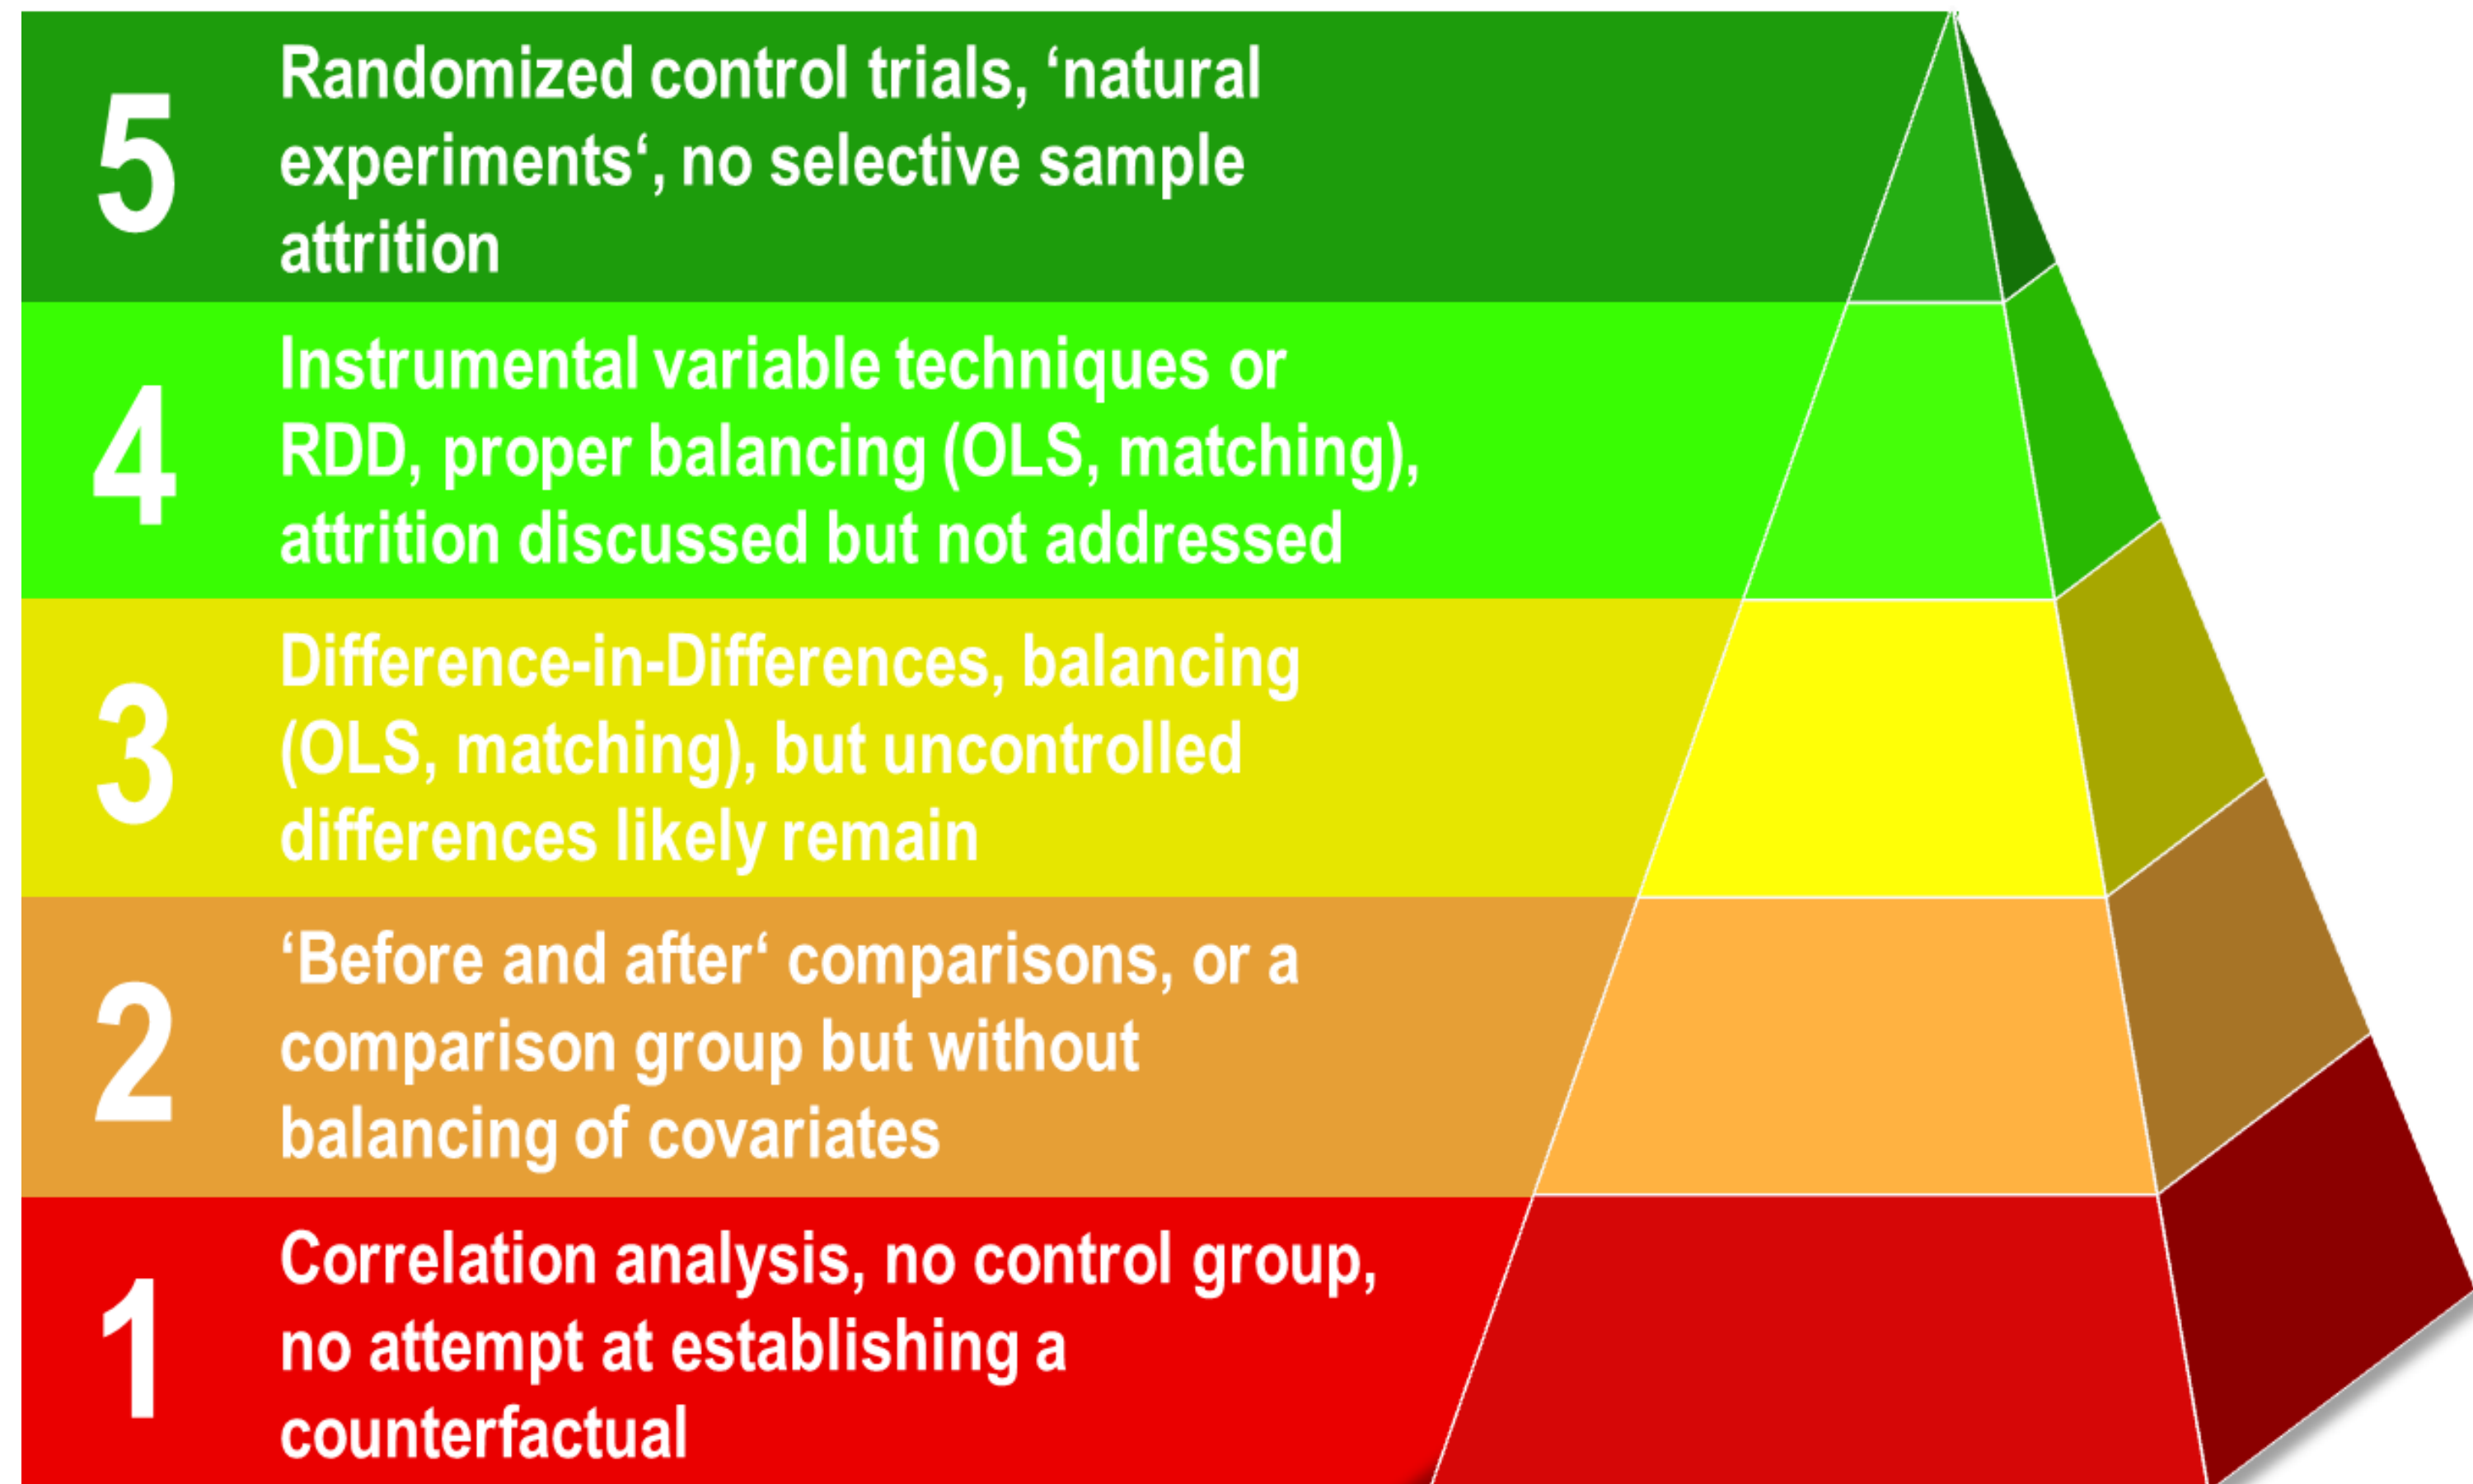 5
Randomized control trials, ‘natural
experiments‘, no selective sample
attrition
4
Instrumental variable techniques or
RDD, proper balancing (OLS, matching),
attrition discussed but not addressed
3
Difference-in-Differences, balancing
(OLS, matching), but uncontrolled
differences likely remain
2
‘Before and after‘ comparisons, or a
comparison group but without
balancing of covariates
1
Correlation analysis, no control group,
no attempt at establishing a
counterfactual